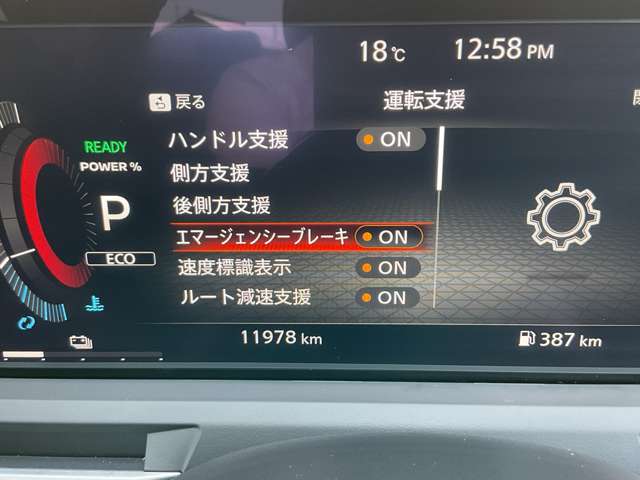 18℃ 12:58 PM
戻る 運転支援
READY
POWER %
P
ECO
ハンドル支援 ON
側方支援
後側方支援
エマージェンシーブレーキ ON
速度標識表示 ON
ルート減速支援 ON
11978 km 387 km